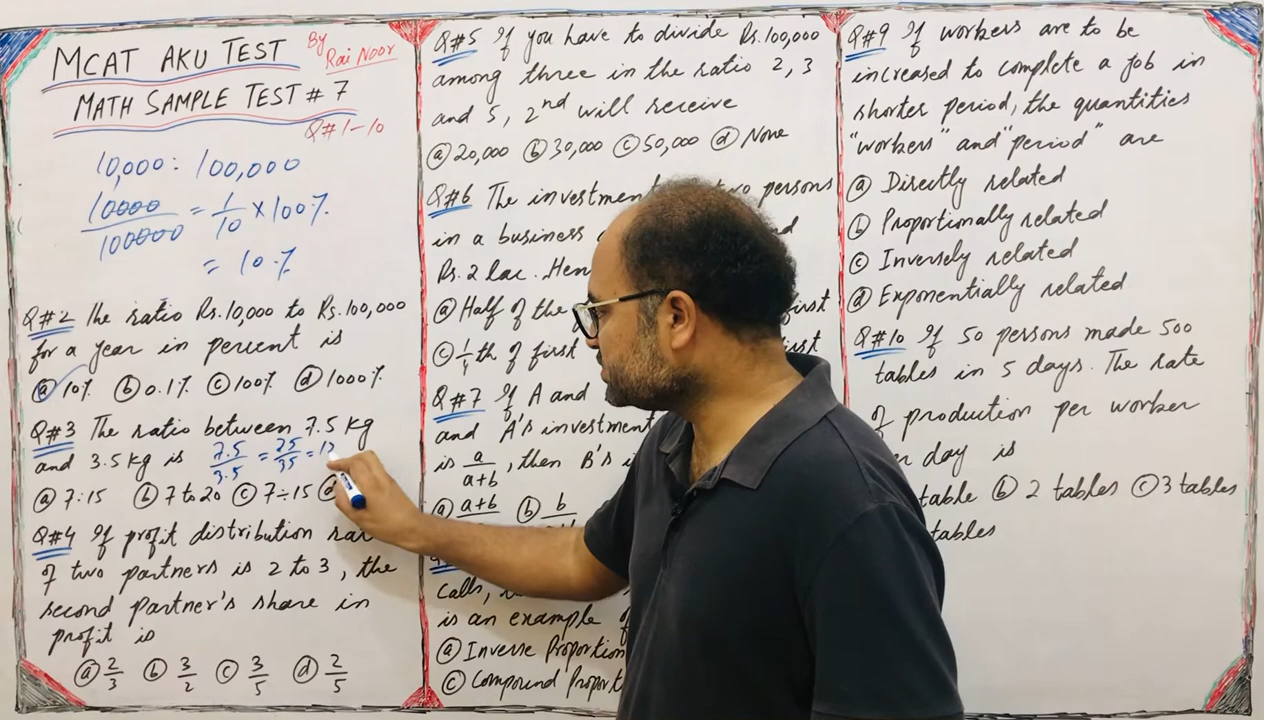 MCAT AKU TEST
By
Rai Noor
MATH SAMPLE TEST # 7
Q#1-10
10,000 : 100,000
10000/100000 = 1/10 × 100%
= 10%
Q#2 The ratio Rs.10,000 to Rs.100,000
for a year in percent is
ⓐ 10% ⓑ 0.1% ⓒ 100% ⓓ 1000%
Q#3 The ratio between 7.5 kg
and 3.5 kg is 7.5/3.5 = 75/35 =
ⓐ 7:15 ⓑ 7 to 20 ⓒ 7÷15
Q#4 If profit distribution
of two partners is 2 to 3, the
second partner's share in
profit is
ⓐ 2/3 ⓑ 3/2 ⓒ 3/5 ⓓ 2/5
Q#5 If you have to divide Rs.100,000
among three in the ratio 2, 3
and 5, 2nd will receive
ⓐ 20,000 ⓑ 30,000 ⓒ 50,000 ⓓ None
Q#6 The investment persons
in a business
Rs. 2 lac.
ⓐ Half of the
ⓒ 1/4 th of first
Q#7 If A and
and A's investment
is a/a+b, then B's
ⓐ ⓑ
calls,
is an example
ⓐ Inverse Proportion
ⓒ Compound
Q#9 If workers are to be
increased to complete a job in
shorter period, the quantities
"workers" and "period" are
ⓐ Directly related
ⓑ Proportionally related
ⓒ Inversely related
ⓓ Exponentially related
Q#10 If 50 persons made 500
tables in 5 days. The rate
of production per worker
day is
table ⓑ 2 tables ⓒ 3 tables
tables